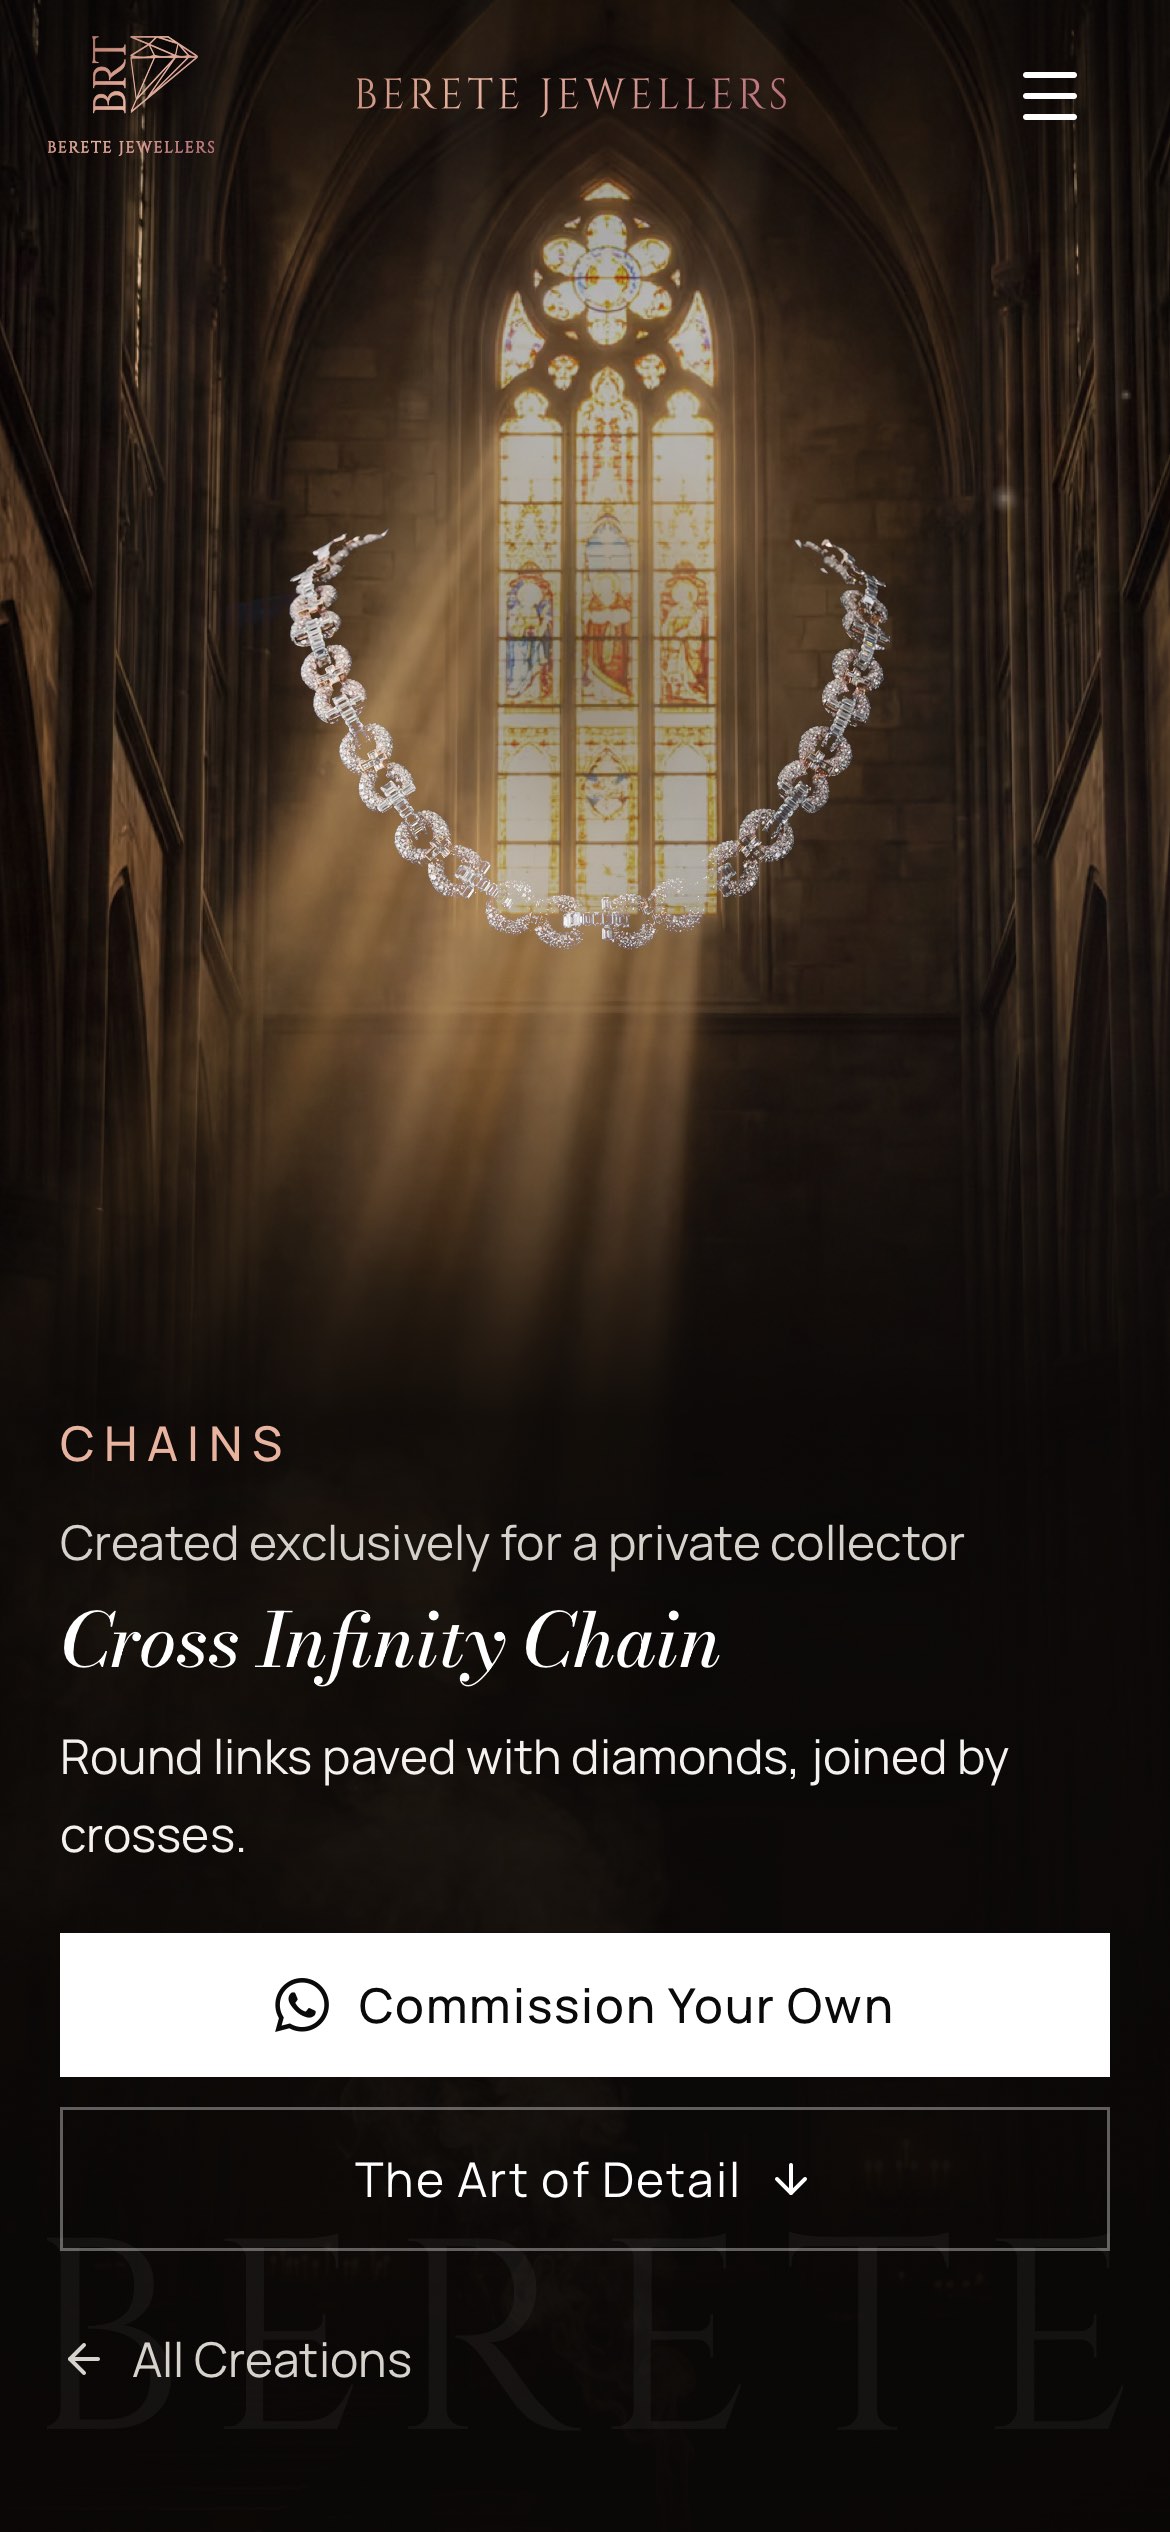 BRT
BERETE JEWELLERS
BERETE JEWELLERS
CHAINS
Created exclusively for a private collector
Cross Infinity Chain
Round links paved with diamonds, joined by
crosses.
Commission Your Own
The Art of Detail ↓
BERETE
← All Creations